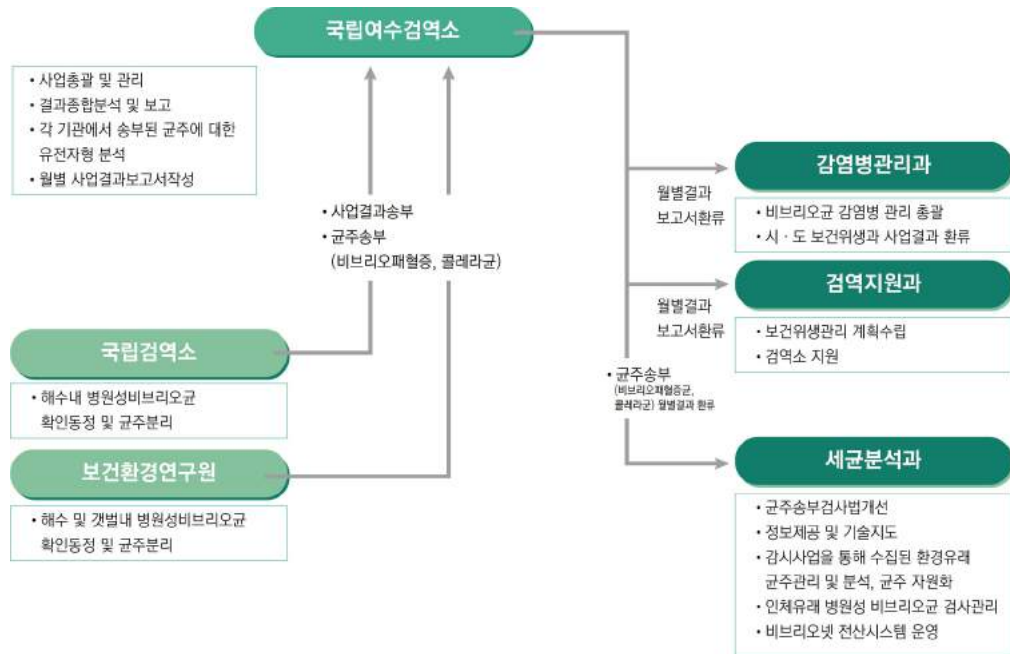 국립여수검역소
• 사업총괄 및 관리
• 결과종합분석 및 보고
• 각 기관에서 송부된 균주에 대한
유전자형 분석
• 월별 사업결과보고서작성
• 사업결과송부
• 균주송부
(비브리오패혈증, 콜레라균)
국립검역소
• 해수내 병원성비브리오균
확인동정 및 균주분리
보건환경연구원
• 해수 및 갯벌내 병원성비브리오균
확인동정 및 균주분리
월별결과
보고서환류
감염병관리과
• 비브리오균 감염병 관리 총괄
• 시 · 도 보건위생과 사업결과 환류
월별결과
보고서환류
검역지원과
• 보건위생관리 계획수립
• 검역소 지원
• 균주송부
(비브리오패혈증균,
콜레라균) 월별결과 환류
세균분석과
• 균주송부검사법개선
• 정보제공 및 기술지도
• 감시사업을 통해 수집된 환경유래
균주관리 및 분석, 균주 자원화
• 인체유래 병원성 비브리오균 검사관리
• 비브리오넷 전산시스템 운영